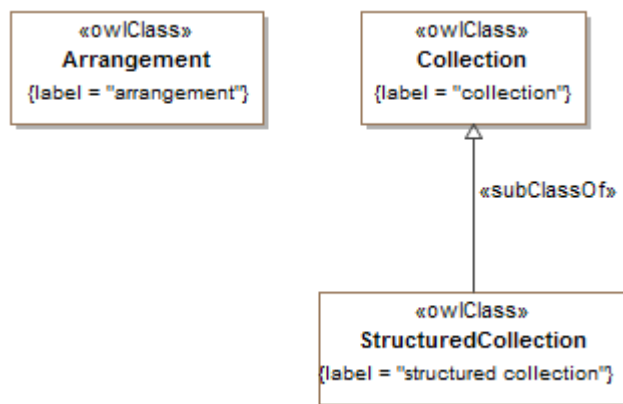 «owlClass»
Arrangement
{label = "arrangement"}
«owlClass»
Collection
{label = "collection"}
«subClassOf»
«owlClass»
StructuredCollection
{label = "structured collection"}